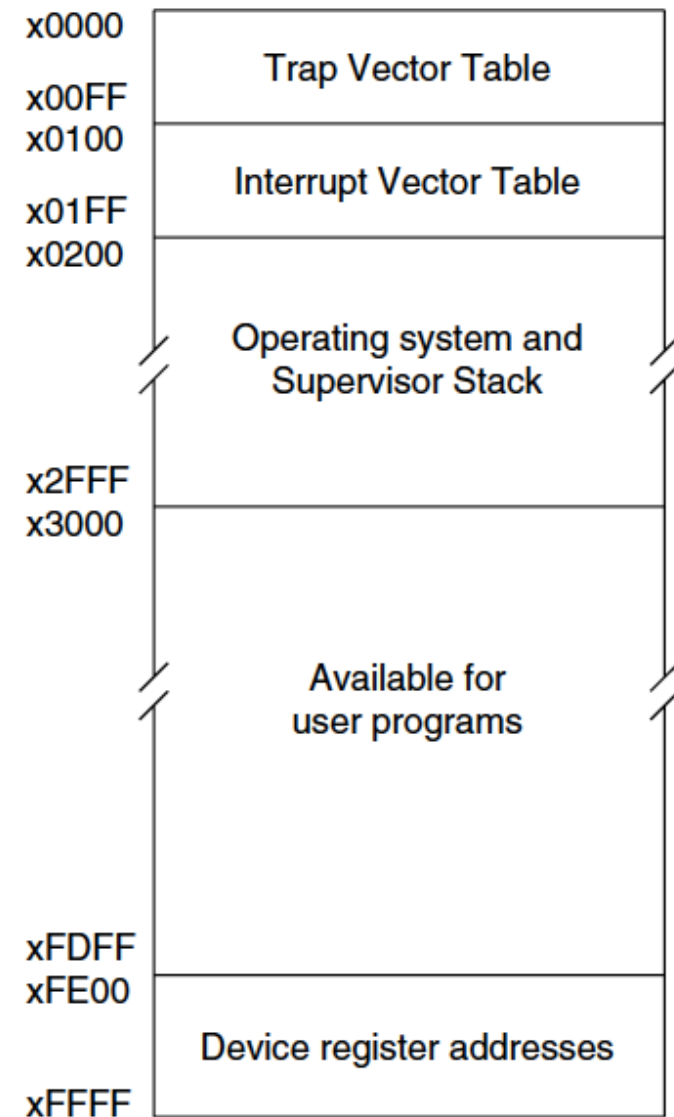 x0000
Trap Vector Table
x00FF
x0100
Interrupt Vector Table
x01FF
x0200
Operating system and
Supervisor Stack
x2FFF
x3000
Available for
user programs
xFDFF
xFE00
Device register addresses
xFFFF